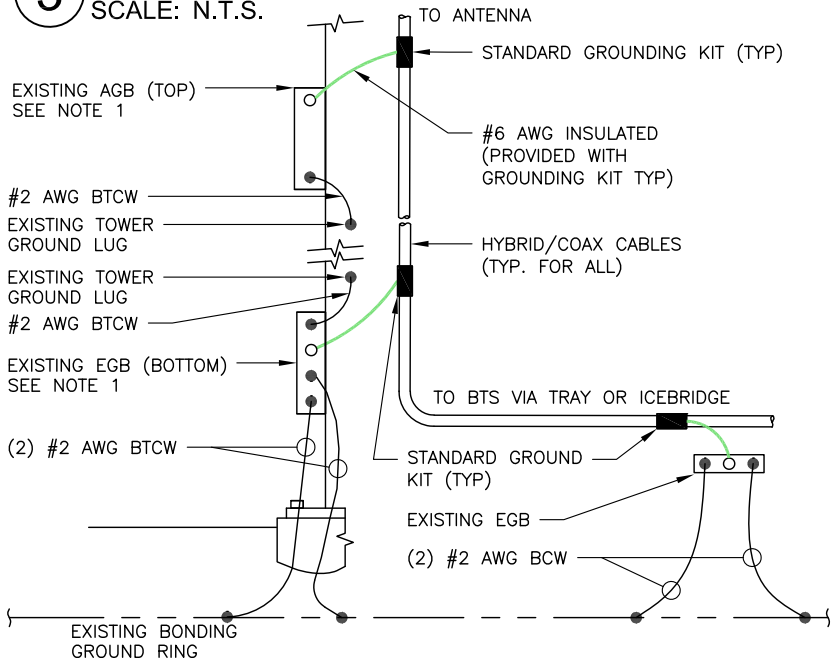 SCALE: N.T.S.
TO ANTENNA
STANDARD GROUNDING KIT (TYP)
EXISTING AGB (TOP)
SEE NOTE 1
#6 AWG INSULATED
(PROVIDED WITH
GROUNDING KIT TYP)
#2 AWG BTCW
EXISTING TOWER
GROUND LUG
HYBRID/COAX CABLES
(TYP. FOR ALL)
EXISTING TOWER
GROUND LUG
#2 AWG BTCW
EXISTING EGB (BOTTOM)
SEE NOTE 1
TO BTS VIA TRAY OR ICEBRIDGE
(2) #2 AWG BTCW
STANDARD GROUND
KIT (TYP)
EXISTING EGB
(2) #2 AWG BCW
EXISTING BONDING
GROUND RING